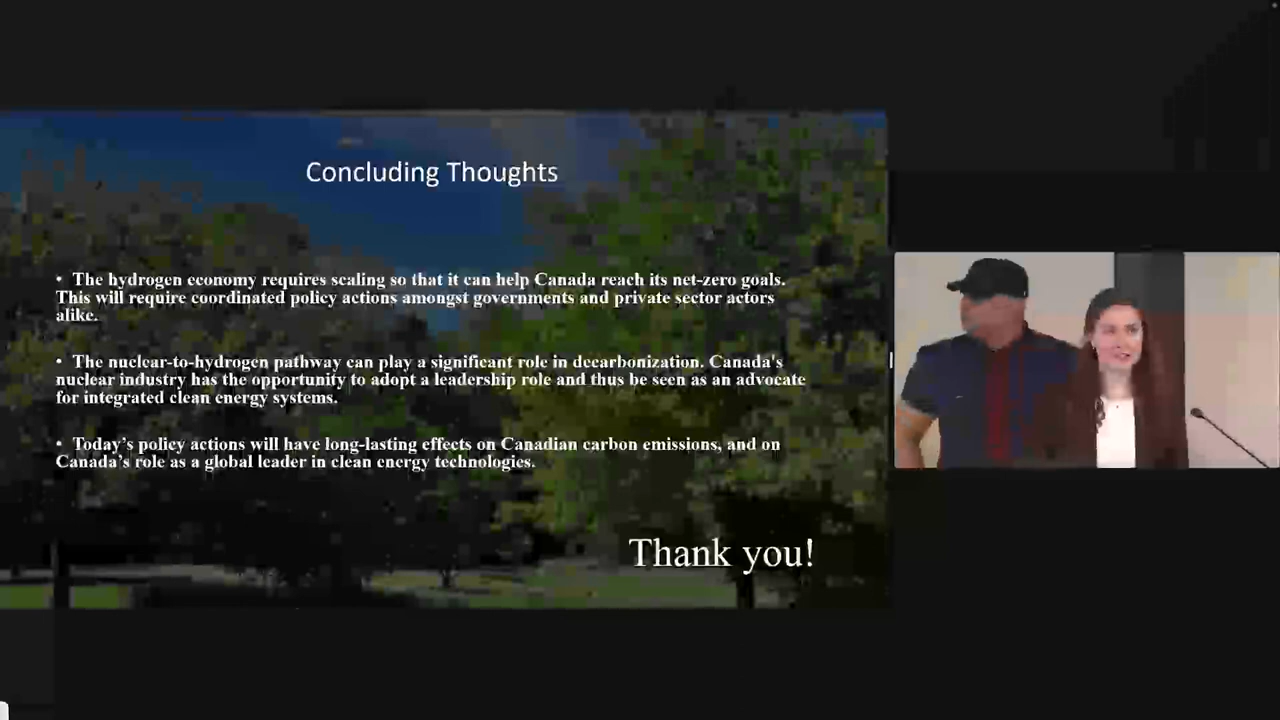 Concluding Thoughts
• The hydrogen economy requires scaling so that it can help Canada reach its net-zero goals.
This will require coordinated policy actions amongst governments and private sector actors
alike.
• The nuclear-to-hydrogen pathway can play a significant role in decarbonization. Canada's
nuclear industry has the opportunity to adopt a leadership role and thus be seen as an advocate
for integrated clean energy systems.
• Today’s policy actions will have long-lasting effects on Canadian carbon emissions, and on
Canada’s role as a global leader in clean energy technologies.
Thank you!